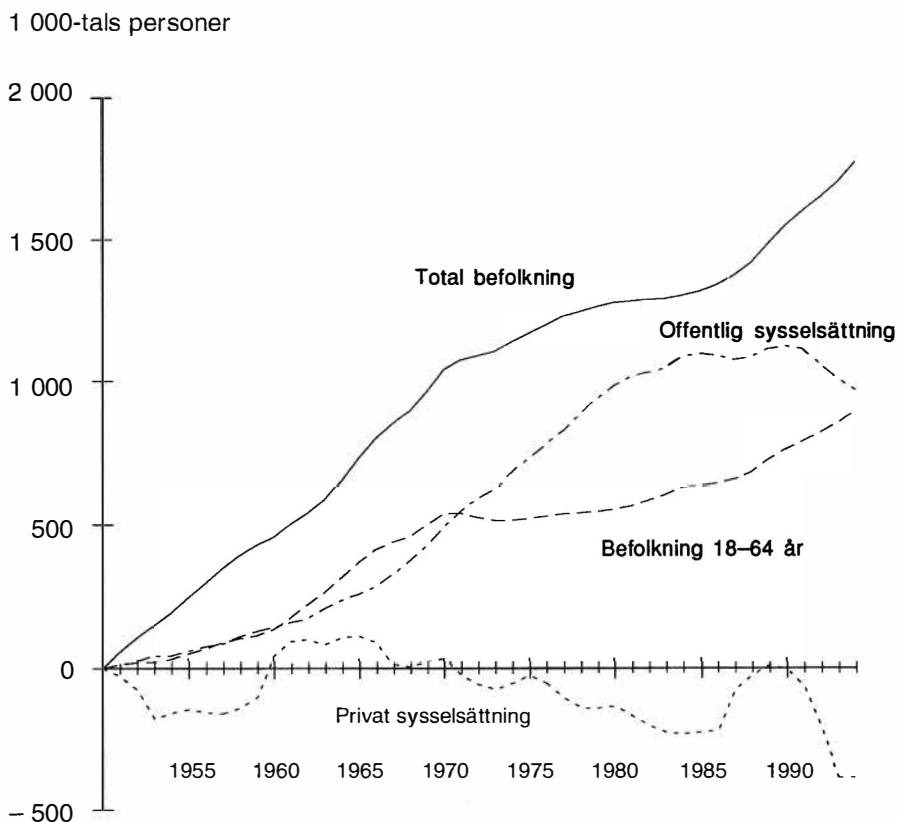 1 000-tals personer
2 000
1 500
Total befolkning
Offentlig sysselsättning
1 000
500
Befolkning 18–64 år
0
Privat sysselsättning
1955 1960 1965 1970 1975 1980 1985 1990
– 500